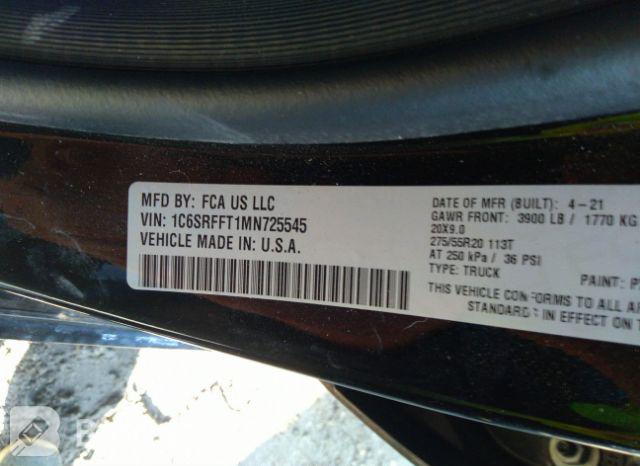 MFD BY: FCA US LLC
VIN: 1C6SRFFT1MN725545
VEHICLE MADE IN: U.S.A.
DATE OF MFR (BUILT): 4-21
GAWR FRONT: 3900 LB / 1770 KG
20X9.0
275/55R20 113T
AT 250 kPa / 36 PSI
TYPE: TRUCK
PAINT:
THIS VEHICLE CONFORMS TO ALL
STANDARDS IN EFFECT ON